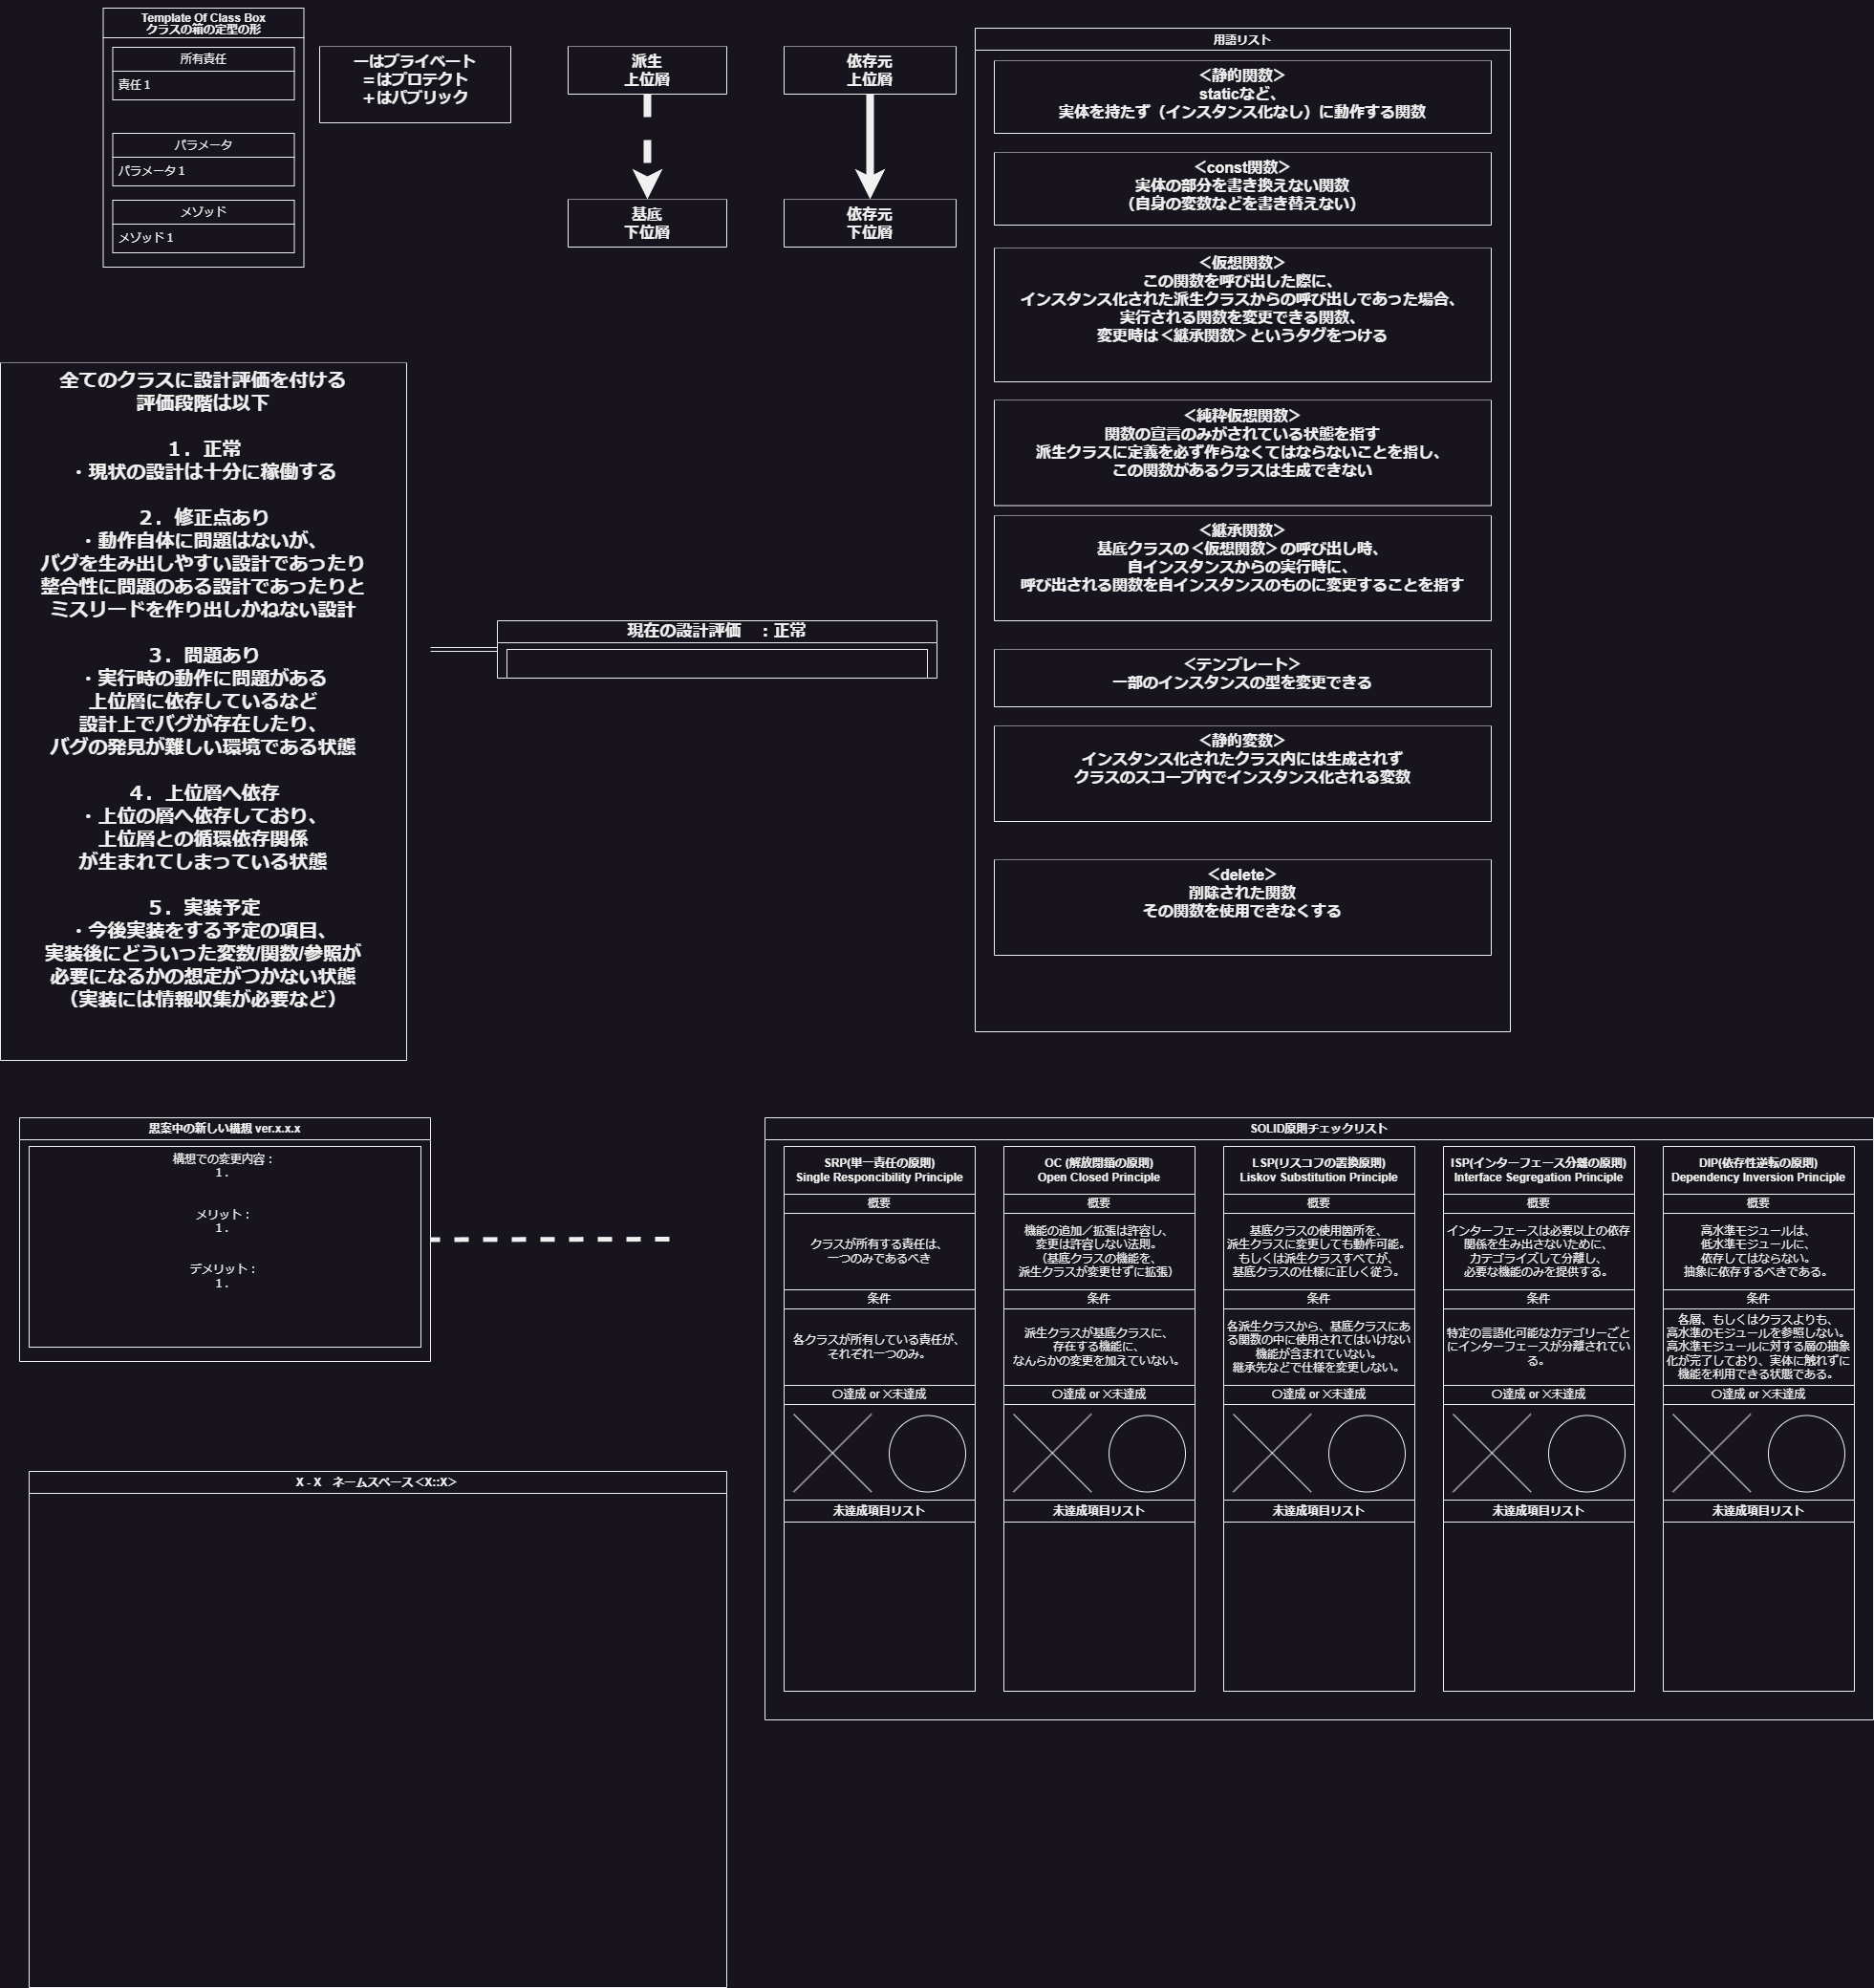 Template Of Class Box
クラスの箱の定型の形
所有責任
責任１
パラメータ
パラメータ１
メゾッド
メゾッド１
ーはプライベート
＝はプロテクト
＋はパブリック
派生
上位層
基底
下位層
依存元
上位層
依存元
下位層
用語リスト
＜静的関数＞
staticなど、
実体を持たず（インスタンス化なし）に動作する関数
＜const関数＞
実体の部分を書き換えない関数
（自身の変数などを書き替えない）
＜仮想関数＞
この関数を呼び出した際に、
インスタンス化された派生クラスからの呼び出しであった場合、
実行される関数を変更できる関数、
変更時は＜継承関数＞というタグをつける
＜純粋仮想関数＞
関数の宣言のみがされている状態を指す
派生クラスに定義を必ず作らなくてはならないことを指し、
この関数があるクラスは生成できない
＜継承関数＞
基底クラスの＜仮想関数＞の呼び出し時、
自インスタンスからの実行時に、
呼び出される関数を自インスタンスのものに変更することを指す
＜テンプレート＞
一部のインスタンスの型を変更できる
＜静的変数＞
インスタンス化されたクラス内には生成されず
クラスのスコープ内でインスタンス化される変数
＜delete＞
削除された関数
その関数を使用できなくする
全てのクラスに設計評価を付ける
評価段階は以下
１．正常
・現状の設計は十分に稼働する
２．修正点あり
・動作自体に問題はないが、
バグを生み出しやすい設計であったり
整合性に問題のある設計であったりと
ミスリードを作り出しかねない設計
３．問題あり
・実行時の動作に問題がある
上位層に依存しているなど
設計上でバグが存在したり、
バグの発見が難しい環境である状態
４．上位層へ依存
・上位の層へ依存しており、
上位層との循環依存関係
が生まれてしまっている状態
５．実装予定
・今後実装をする予定の項目、
実装後にどういった変数/関数/参照が
必要になるかの想定がつかない状態
（実装には情報収集が必要など）
現在の設計評価　：正常
思案中の新しい構想 ver.x.x.x
構想での変更内容：
１．
メリット：
１．
デメリット：
１．
X - X　ネームスペース＜X::X＞
SOLID原則チェックリスト
SRP(単一責任の原則)
Single Responcibility Principle
概要
クラスが所有する責任は、
一つのみであるべき
条件
各クラスが所有している責任が、
それぞれ一つのみ。
〇達成 or ×未達成
未達成項目リスト
OC (解放閉鎖の原則)
Open Closed Principle
概要
機能の追加／拡張は許容し、
変更は許容しない法則。
（基底クラスの機能を、
派生クラスが変更せずに拡張）
条件
派生クラスが基底クラスに、
存在する機能に、
なんらかの変更を加えていない。
〇達成 or ×未達成
未達成項目リスト
LSP(リスコフの置換原則)
Liskov Substitution Principle
概要
基底クラスの使用箇所を、
派生クラスに変更しても動作可能。
もしくは派生クラスすべてが、
基底クラスの仕様に正しく従う。
条件
各派生クラスから、基底クラスにあ
る関数の中に使用されてはいけない
機能が含まれていない。
継承先などで仕様を変更しない。
〇達成 or ×未達成
未達成項目リスト
ISP(インターフェース分離の原則)
Interface Segregation Principle
概要
インターフェースは必要以上の依存
関係を生み出さないために、
カテゴライズして分離し、
必要な機能のみを提供する。
条件
特定の言語化可能なカテゴリーごと
にインターフェースが分離されてい
る。
〇達成 or ×未達成
未達成項目リスト
DIP(依存性逆転の原則)
Dependency Inversion Principle
概要
高水準モジュールは、
低水準モジュールに、
依存してはならない。
抽象に依存するべきである。
条件
各層、もしくはクラスよりも、
高水準のモジュールを参照しない。
高水準モジュールに対する層の抽象
化が完了しており、実体に触れずに
機能を利用できる状態である。
〇達成 or ×未達成
未達成項目リスト